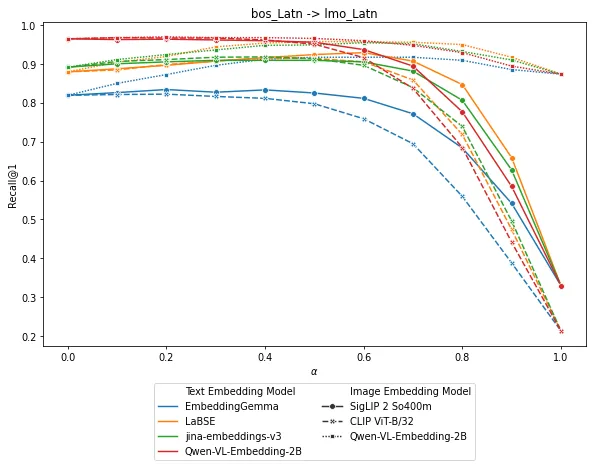 bos_Latn -> lmo_Latn
1.0
0.9
0.8
0.7
0.6
0.5
0.4
0.3
0.2
Recall@1
0.0 0.2 0.4 0.6 0.8 1.0
α
Text Embedding Model Image Embedding Model
EmbeddingGemma SigLIP 2 So400m
LaBSE CLIP ViT-B/32
jina-embeddings-v3 Qwen-VL-Embedding-2B
Qwen-VL-Embedding-2B